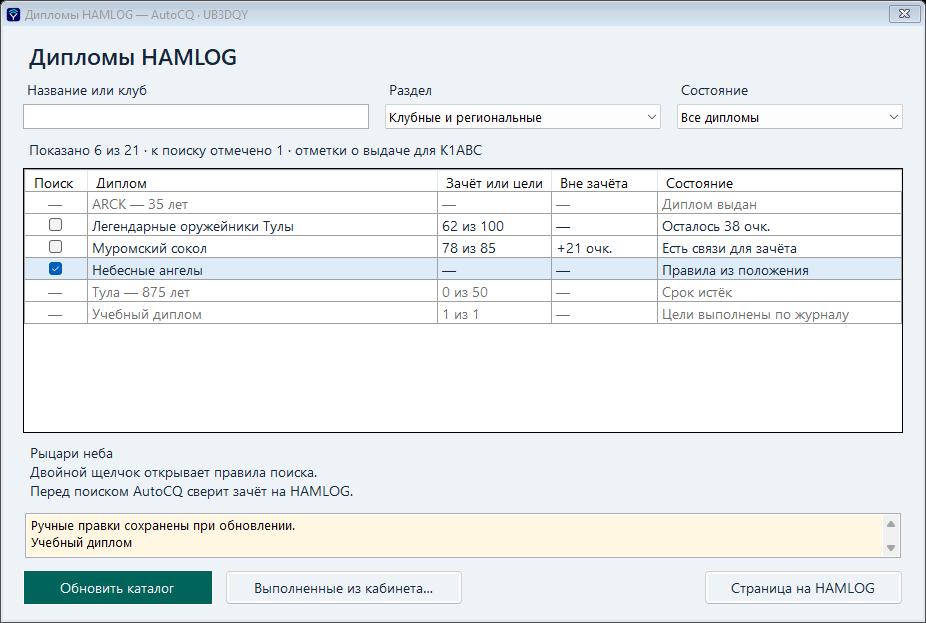 Дипломы HAMLOG — AutoCQ · UB3DQY
Дипломы HAMLOG
Название или клуб Раздел Состояние
Клубные и региональные Все дипломы
Показано 6 из 21 · к поиску отмечено 1 · отметки о выдаче для K1ABC
Поиск Диплом Зачёт или цели Вне зачёта Состояние
— ARCK — 35 лет — — Диплом выдан
Легендарные оружейники Тулы 62 из 100 — Осталось 38 очк.
Муромский сокол 78 из 85 +21 очк. Есть связи для зачёта
Небесные ангелы — — Правила из положения
— Тула — 875 лет 0 из 50 — Срок истёк
— Учебный диплом 1 из 1 — Цели выполнены по журналу
Рыцари неба
Двойной щелчок открывает правила поиска.
Перед поиском AutoCQ сверит зачёт на HAMLOG.
Ручные правки сохранены при обновлении.
Учебный диплом
Обновить каталог Выполненные из кабинета... Страница на HAMLOG